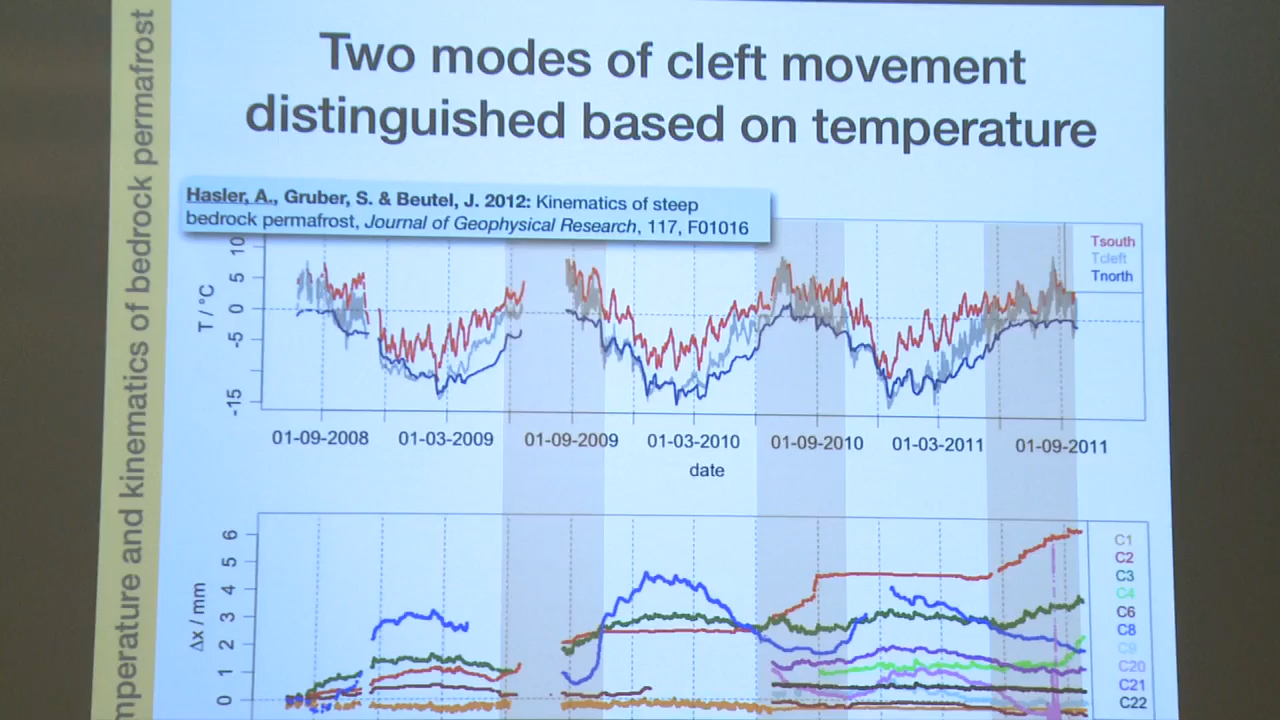 Two modes of cleft movement
distinguished based on temperature
Hasler, A., Gruber, S. & Beutel, J. 2012: Kinematics of steep
bedrock permafrost, Journal of Geophysical Research, 117, F01016
mperature and kinematics of bedrock permafrost
T / °C
10
5
0
-5
-15
Tsouth
Tcleft
Tnorth
01-09-2008 01-03-2009 01-09-2009 01-03-2010 01-09-2010 01-03-2011 01-09-2011
date
Δx / mm
6
5
4
3
2
1
0
C1
C2
C3
C4
C6
C8
C9
C20
C21
C22